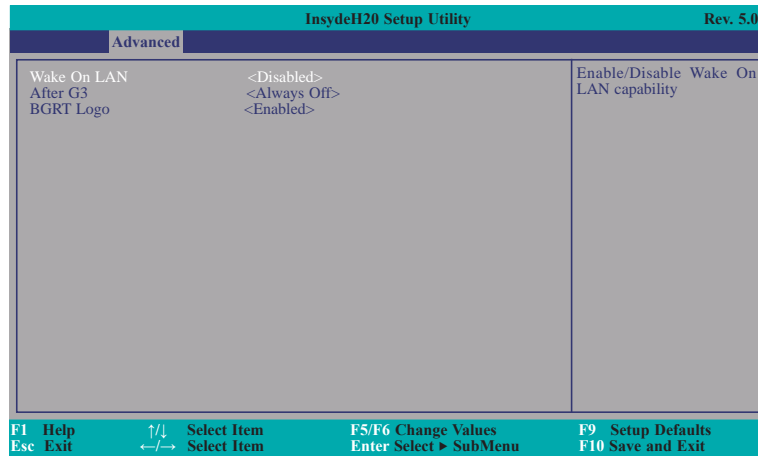 InsydeH20 Setup Utility Rev. 5.0
Advanced
Wake On LAN <Disabled>
After G3 <Always Off>
BGRT Logo <Enabled>
Enable/Disable Wake On
LAN capability
F1 Help ↑/↓ Select Item F5/F6 Change Values F9 Setup Defaults
Esc Exit ←/→ Select Item Enter Select ▶ SubMenu F10 Save and Exit